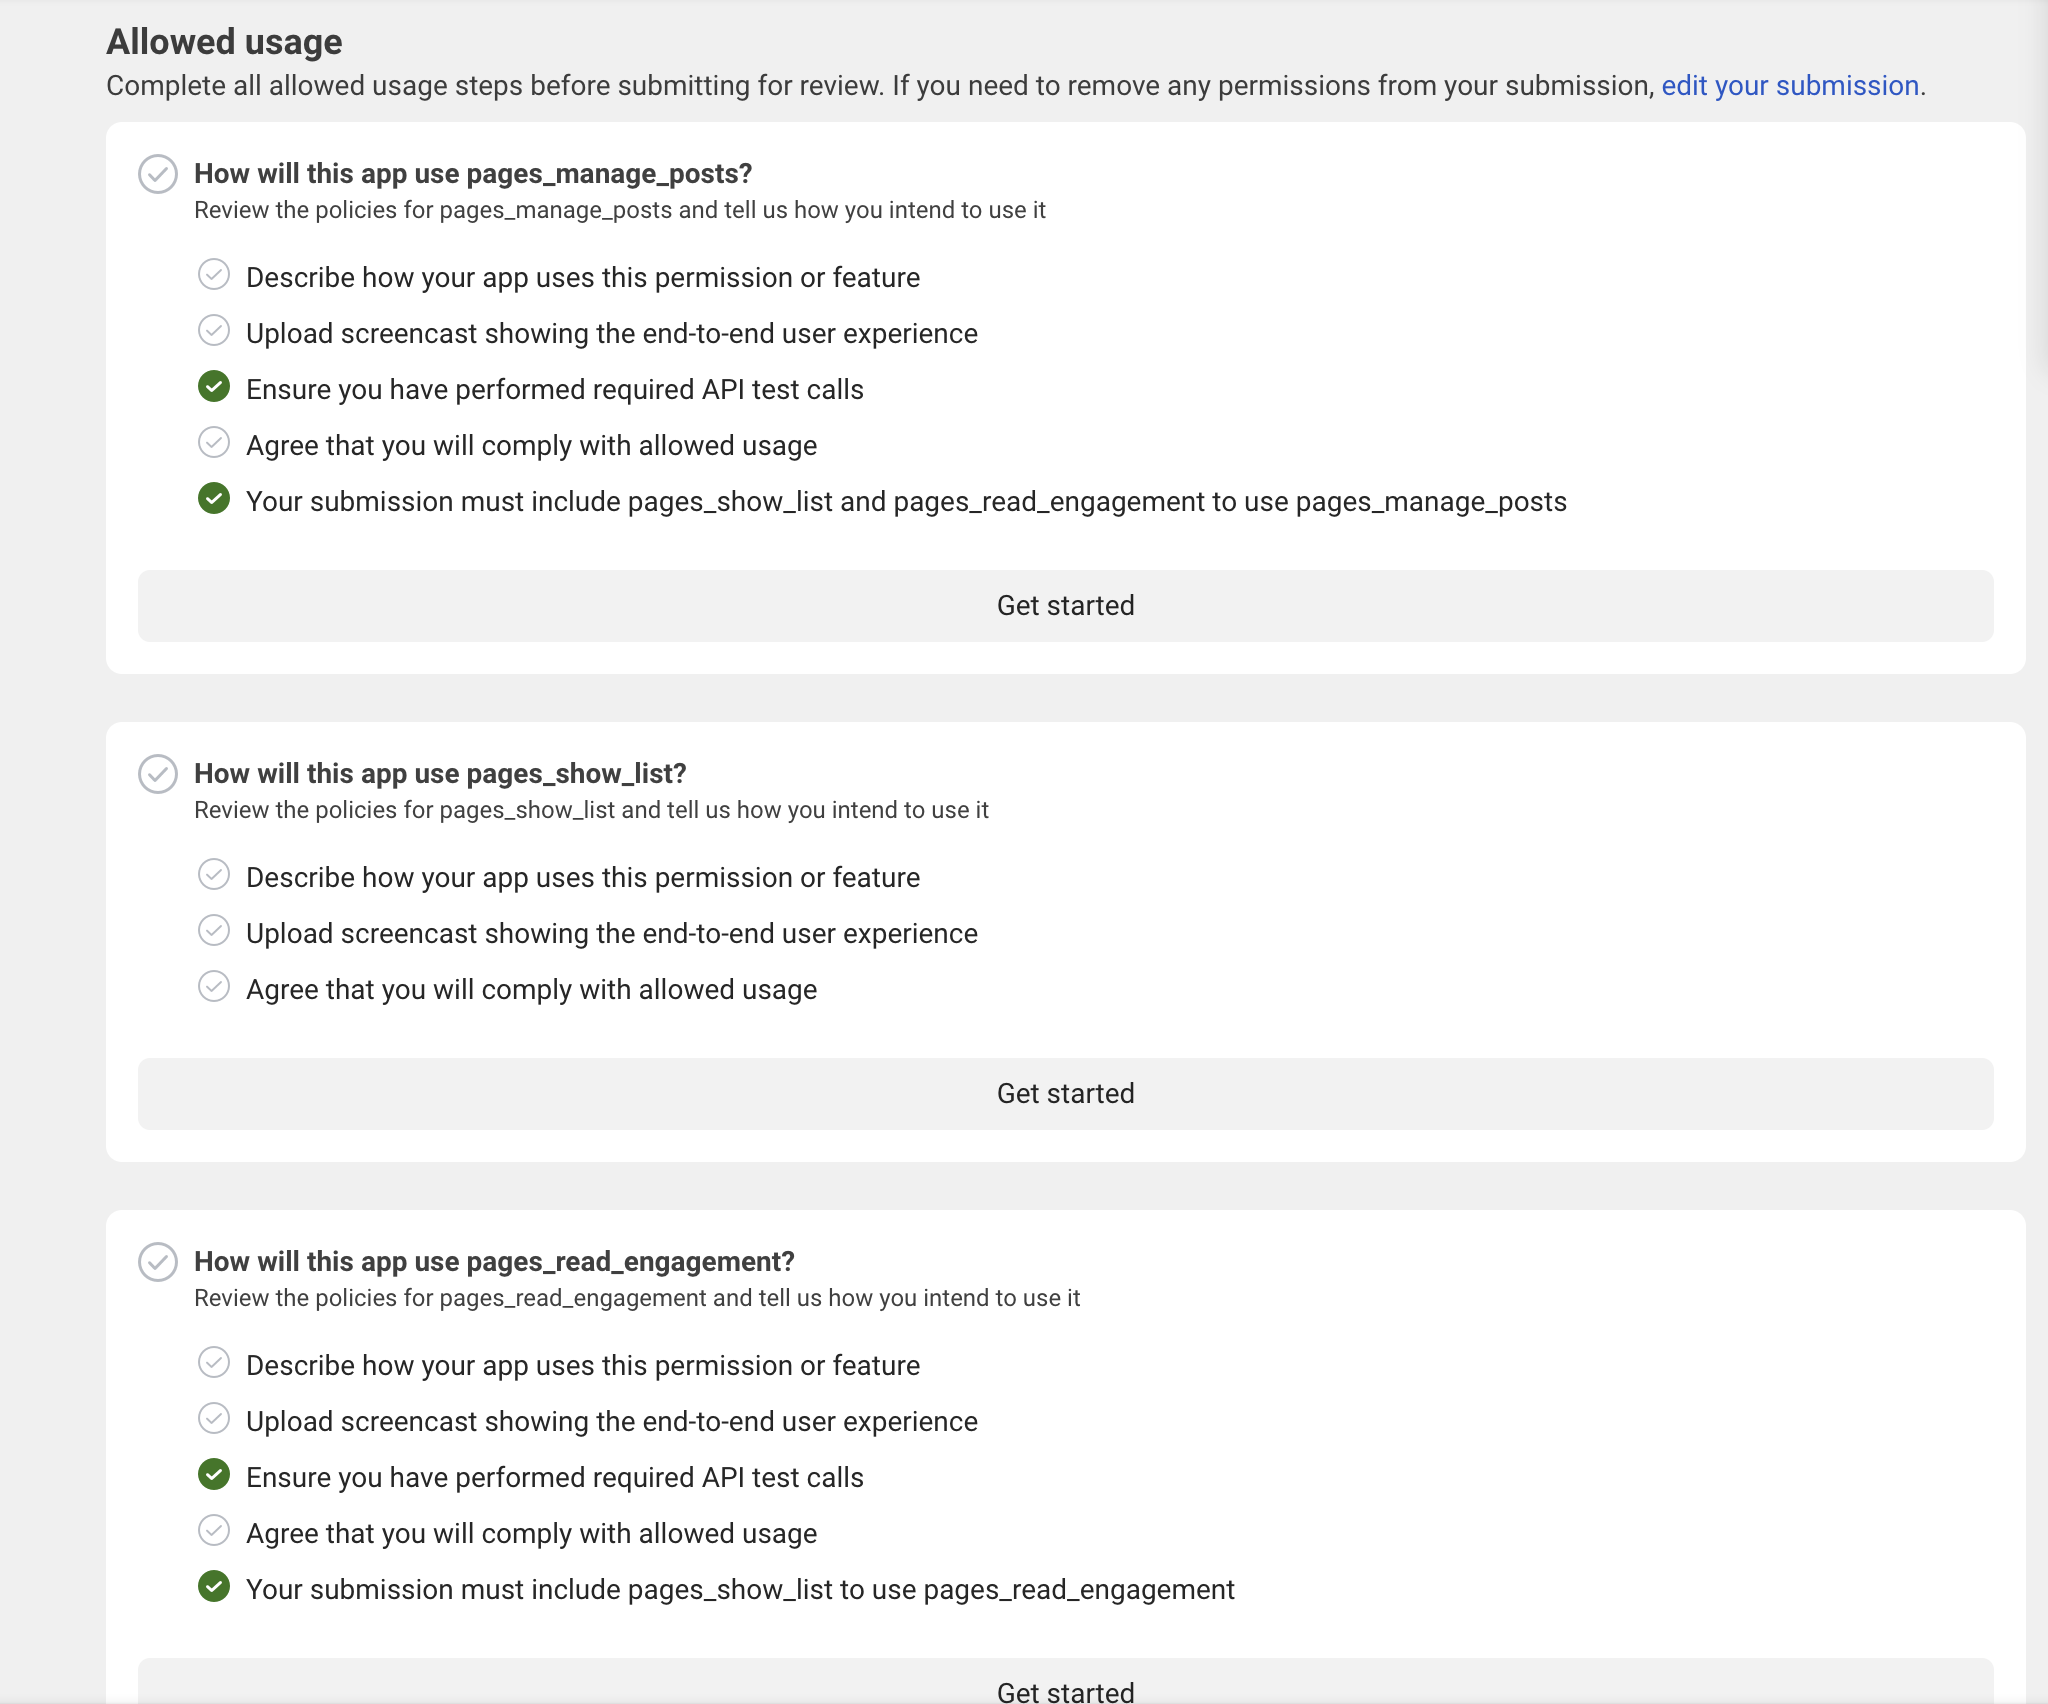 Allowed usage
Complete all allowed usage steps before submitting for review. If you need to remove any permissions from your submission, edit your submission.
How will this app use pages_manage_posts?
Review the policies for pages_manage_posts and tell us how you intend to use it
Describe how your app uses this permission or feature
Upload screencast showing the end-to-end user experience
Ensure you have performed required API test calls
Agree that you will comply with allowed usage
Your submission must include pages_show_list and pages_read_engagement to use pages_manage_posts
Get started
How will this app use pages_show_list?
Review the policies for pages_show_list and tell us how you intend to use it
Describe how your app uses this permission or feature
Upload screencast showing the end-to-end user experience
Agree that you will comply with allowed usage
Get started
How will this app use pages_read_engagement?
Review the policies for pages_read_engagement and tell us how you intend to use it
Describe how your app uses this permission or feature
Upload screencast showing the end-to-end user experience
Ensure you have performed required API test calls
Agree that you will comply with allowed usage
Your submission must include pages_show_list to use pages_read_engagement
Get started